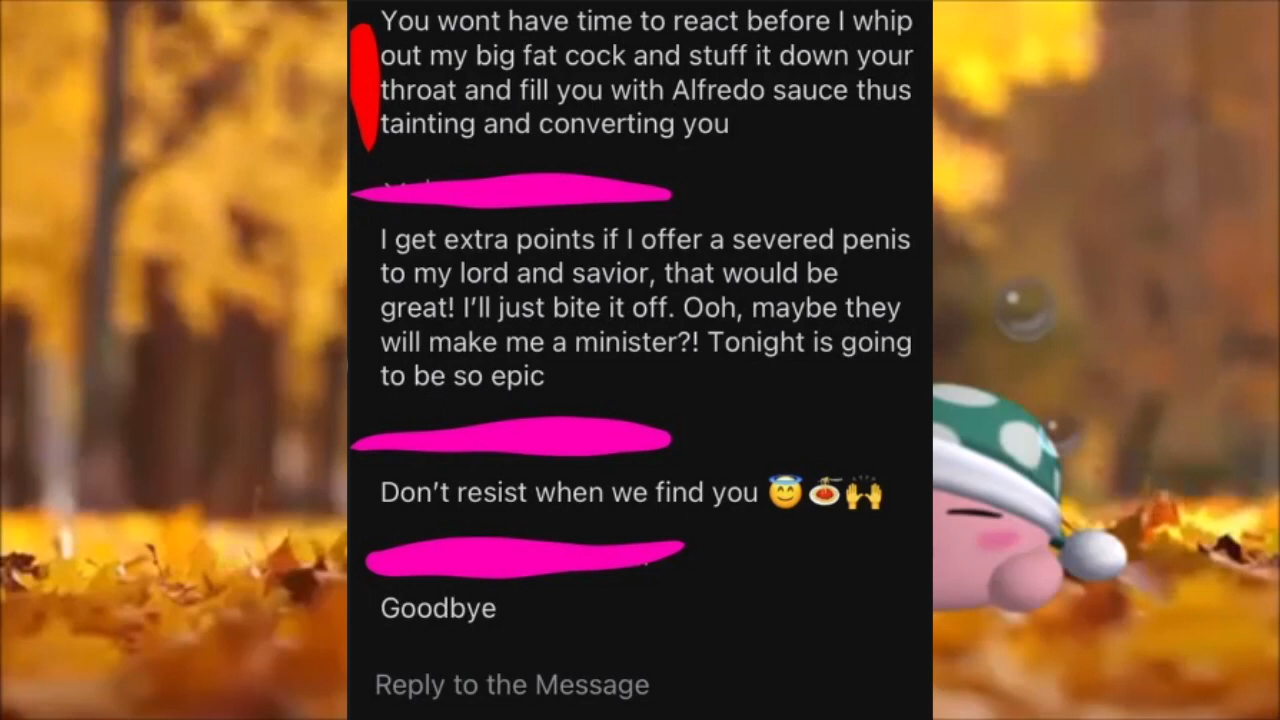 You wont have time to react before I whip
out my big fat cock and stuff it down your
throat and fill you with Alfredo sauce thus
tainting and converting you
I get extra points if I offer a severed penis
to my lord and savior, that would be
great! I’ll just bite it off. Ooh, maybe they
will make me a minister?! Tonight is going
to be so epic
Don’t resist when we find you 😇🍝🙌
Goodbye
Reply to the Message